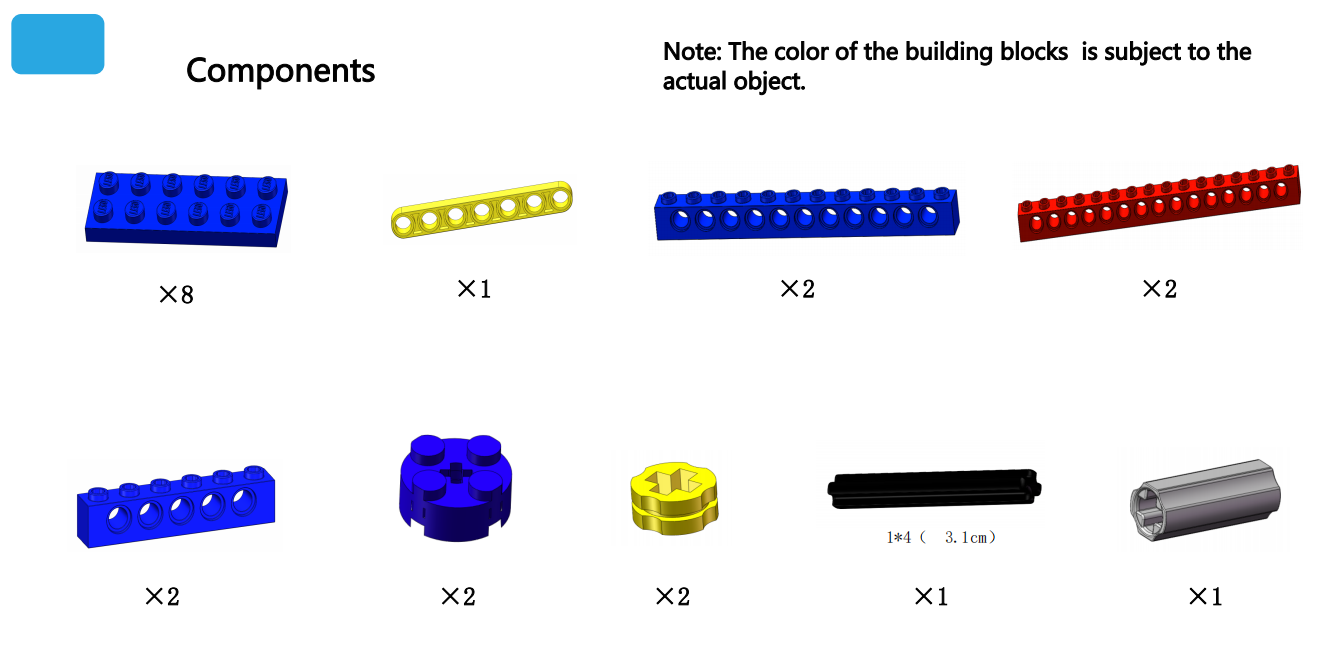 Components
Note: The color of the building blocks is subject to the
actual object.
×8
×1
×2
×2
1*4（ 3.1cm）
×2
×2
×2
×1
×1